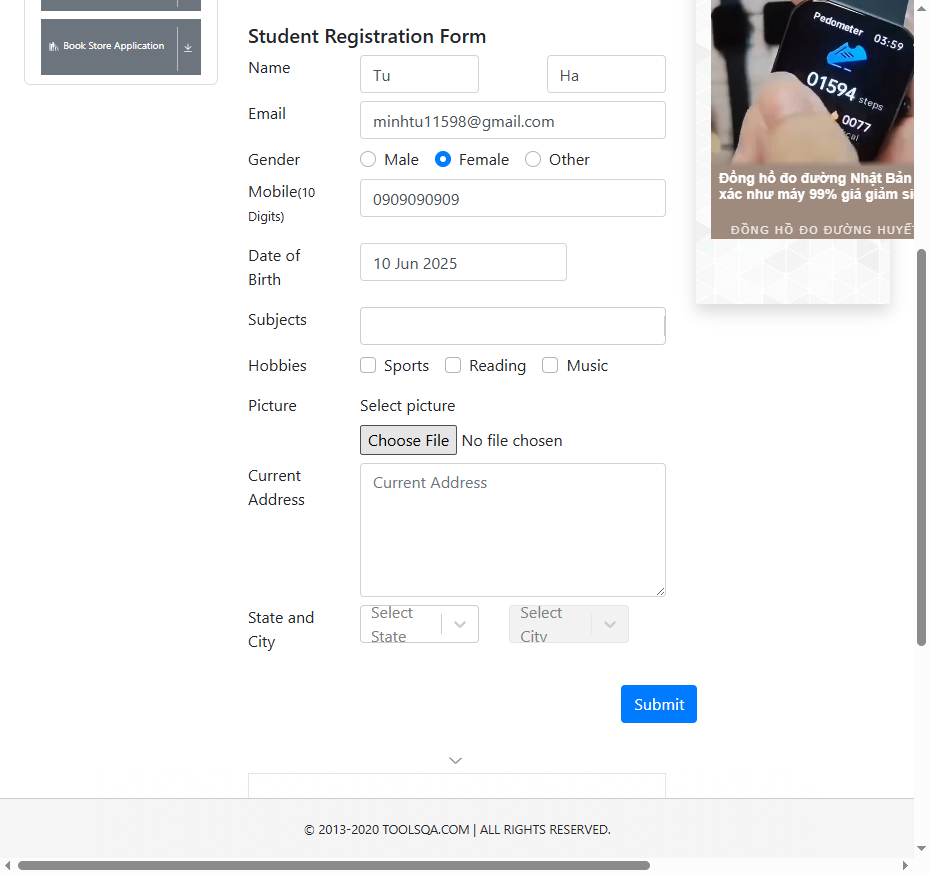 Book Store Application
Student Registration Form
Name
Tu
Ha
Email
minhtu11598@gmail.com
Gender
Male
Female
Other
Mobile(10
Digits)
0909090909
Date of
Birth
10 Jun 2025
Subjects
Hobbies
Sports
Reading
Music
Picture
Select picture
Choose File No file chosen
Current
Address
Current Address
State and
City
Select
State
Select
City
Submit
Pedometer 03:59
01594 steps
0077
Đồng hồ đo đường Nhật Bản
xác như máy 99% giá giảm
ĐỒNG HỒ ĐO ĐƯỜNG
© 2013-2020 TOOLSQA.COM | ALL RIGHTS RESERVED.